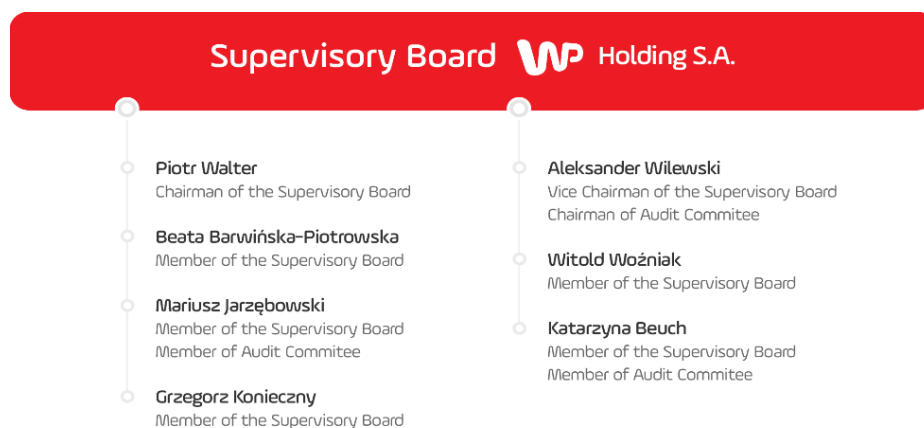 Supervisory Board WP Holding S.A.
Piotr Walter
Chairman of the Supervisory Board
Beata Barwińska-Piotrowska
Member of the Supervisory Board
Mariusz Jarzębowski
Member of the Supervisory Board
Member of Audit Commitee
Grzegorz Konieczny
Member of the Supervisory Board
Aleksander Wilewski
Vice Chairman of the Supervisory Board
Chairman of Audit Commitee
Witold Woźniak
Member of the Supervisory Board
Katarzyna Beuch
Member of the Supervisory Board
Member of Audit Commitee